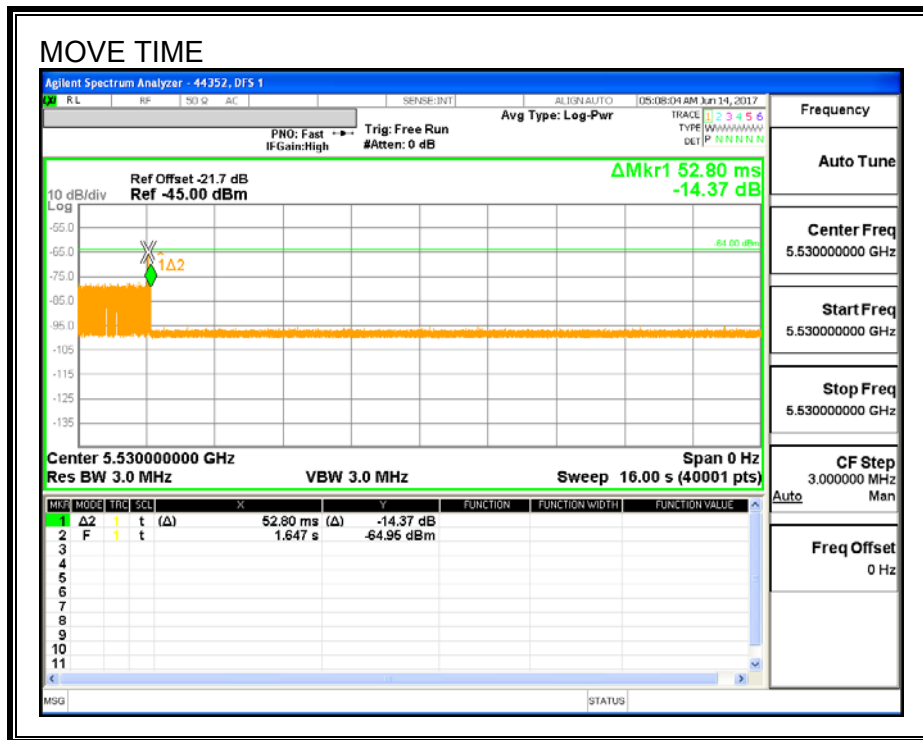 MOVE TIME
Agilent Spectrum Analyzer - 44352, DFS 1
LXI RL RF 50 Ω AC SENSE:INT ALIGN AUTO 05:08:04 AM Jun 14, 2017
PNO: Fast
IFGain:High
Trig: Free Run
#Atten: 0 dB
Avg Type: Log-Pwr
TRACE 1 2 3 4 5 6
TYPE WWWWWW
DET P N N N N N
ΔMkr1 52.80 ms
-14.37 dB
Ref Offset -21.7 dB
10 dB/div Ref -45.00 dBm
Log
-55.0
-65.0
-75.0
-85.0
-95.0
-105
-115
-125
-135
-64.00 dBm
1Δ2
Center 5.530000000 GHz Span 0 Hz
Res BW 3.0 MHz VBW 3.0 MHz Sweep 16.00 s (40001 pts)
MKR MODE TRC SCL X Y FUNCTION FUNCTION WIDTH FUNCTION VALUE
1 Δ2 1 t (Δ) 52.80 ms (Δ) -14.37 dB
2 F 1 t 1.647 s -64.95 dBm
3
4
5
6
7
8
9
10
11
MSG STATUS
Frequency
Auto Tune
Center Freq
5.530000000 GHz
Start Freq
5.530000000 GHz
Stop Freq
5.530000000 GHz
CF Step
3.000000 MHz
Auto Man
Freq Offset
0 Hz